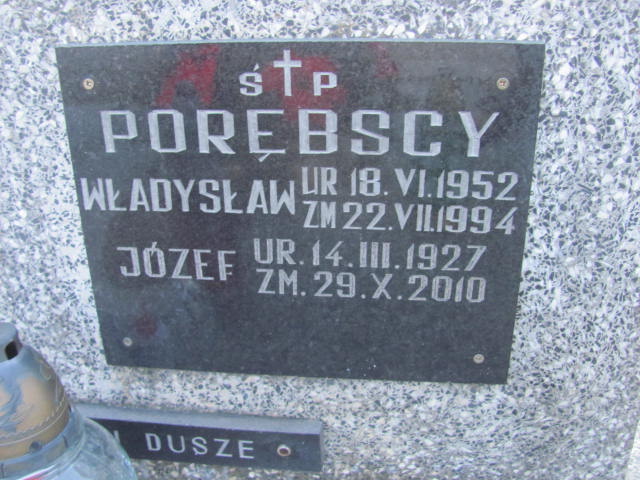 Ś † P
PORĘBSCY
WŁADYSŁAW UR 18. VI. 1952
ZM 22. VII. 1994
JÓZEF UR. 14. III. 1927
ZM. 29. X. 2010
DUSZE